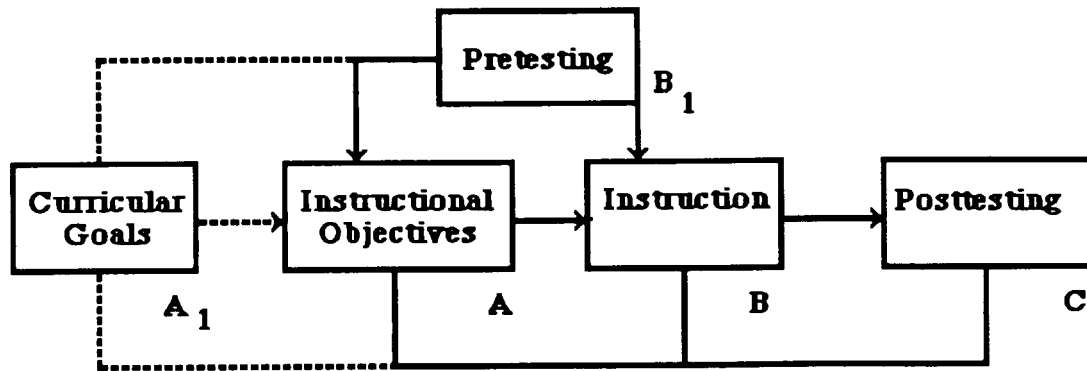 Pretesting
B 1
Curricular
Goals
A 1
Instructional
Objectives
A
Instruction
B
Posttesting
C